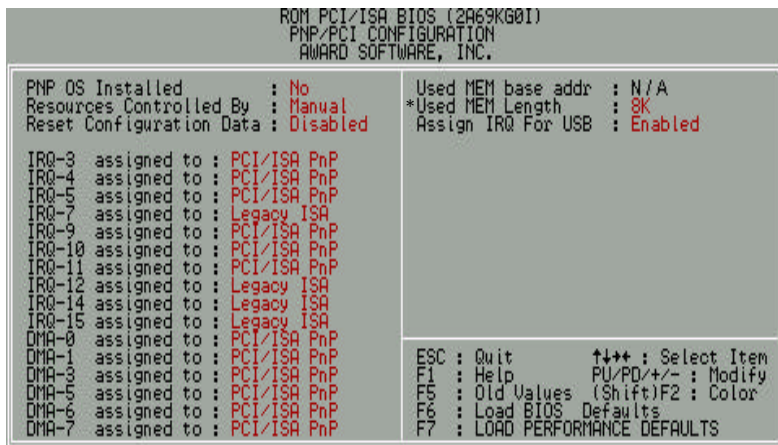 ROM PCI/ISA BIOS (2A69KG0I)
PNP/PCI CONFIGURATION
AWARD SOFTWARE, INC.
PNP OS Installed : No
Resources Controlled By : Manual
Reset Configuration Data : Disabled
IRQ-3 assigned to : PCI/ISA PnP
IRQ-4 assigned to : PCI/ISA PnP
IRQ-5 assigned to : PCI/ISA PnP
IRQ-7 assigned to : Legacy ISA
IRQ-9 assigned to : PCI/ISA PnP
IRQ-10 assigned to : PCI/ISA PnP
IRQ-11 assigned to : PCI/ISA PnP
IRQ-12 assigned to : Legacy ISA
IRQ-14 assigned to : Legacy ISA
IRQ-15 assigned to : Legacy ISA
DMA-0 assigned to : PCI/ISA PnP
DMA-1 assigned to : PCI/ISA PnP
DMA-3 assigned to : PCI/ISA PnP
DMA-5 assigned to : PCI/ISA PnP
DMA-6 assigned to : PCI/ISA PnP
DMA-7 assigned to : PCI/ISA PnP
Used MEM base addr : N/A
*Used MEM Length : 8K
Assign IRQ For USB : Enabled
ESC : Quit ↑↓→← : Select Item
F1 : Help PU/PD/+/- : Modify
F5 : Old Values (Shift)F2 : Color
F6 : Load BIOS Defaults
F7 : LOAD PERFORMANCE DEFAULTS